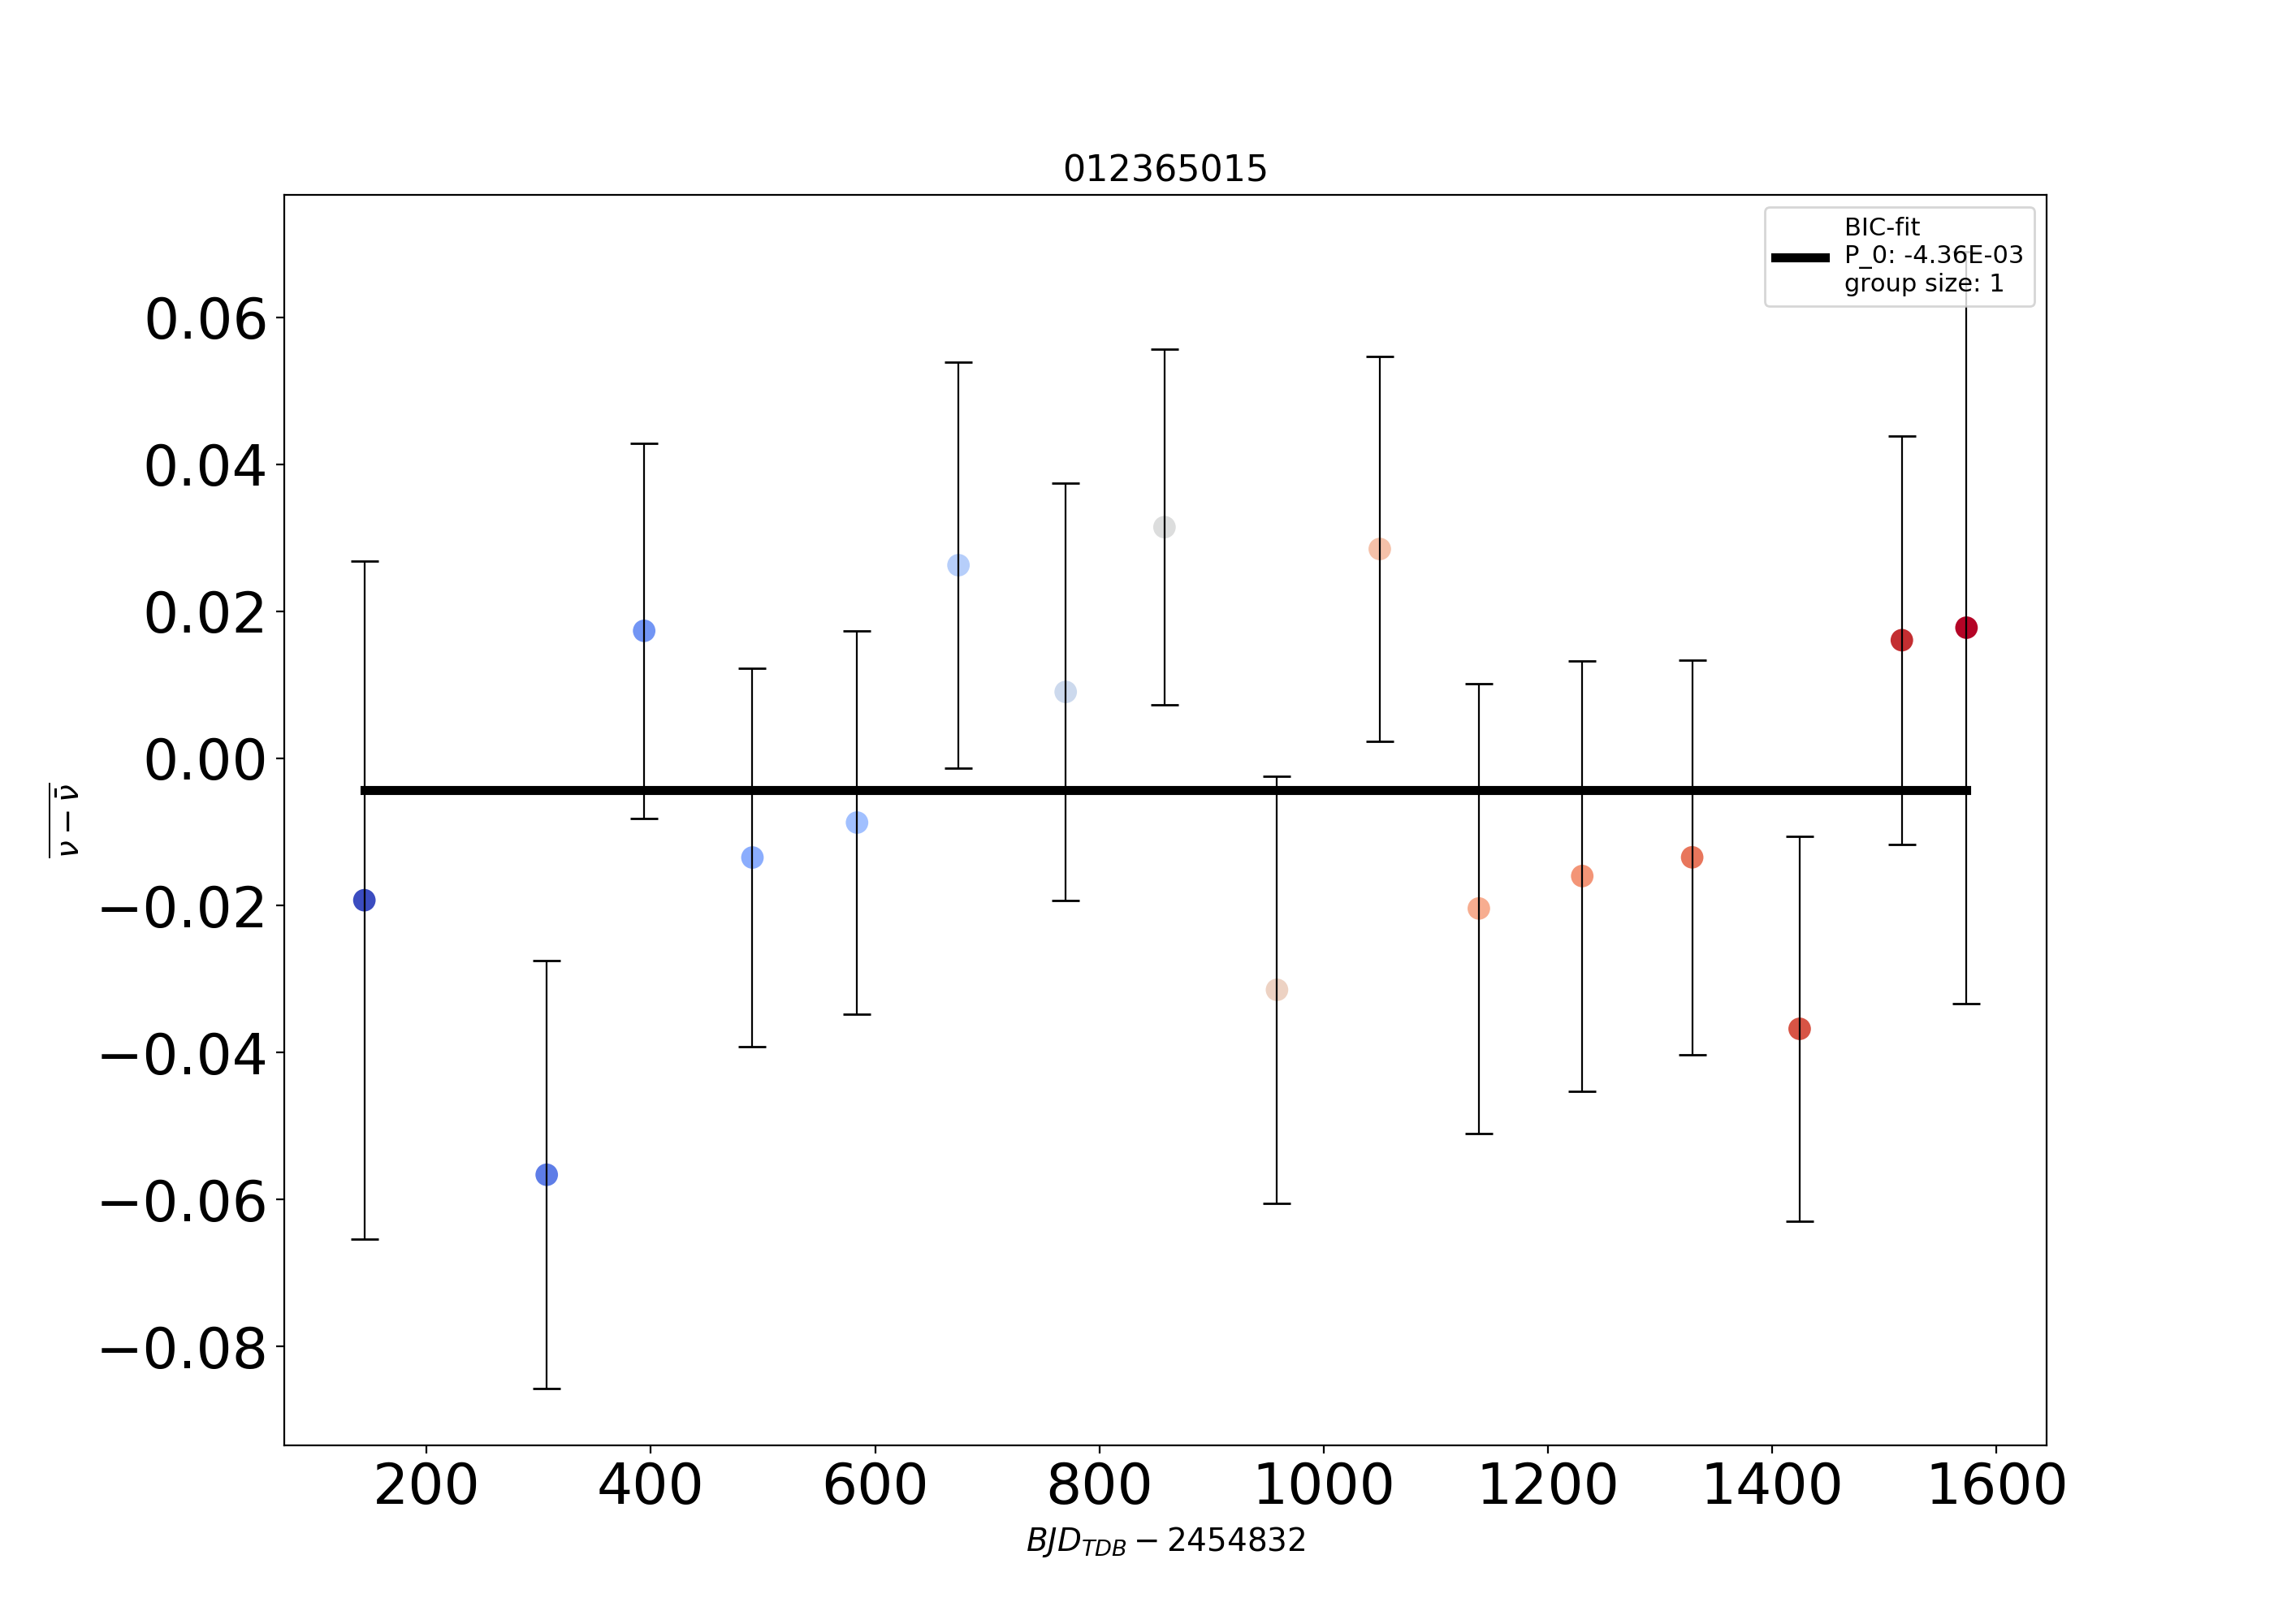 012365015
BIC-fit
P_0: -4.36E-03
group size: 1
0.06
0.04
0.02
0.00
−0.02
−0.04
−0.06
−0.08
ν − ν̄
200 400 600 800 1000 1200 1400 1600
BJD_TDB − 2454832